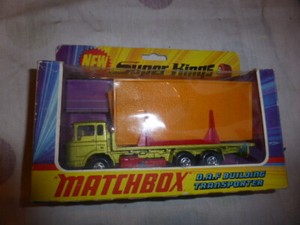 NEW
Super Kings
MATCHBOX
D.A.F BUILDING
TRANSPORTER